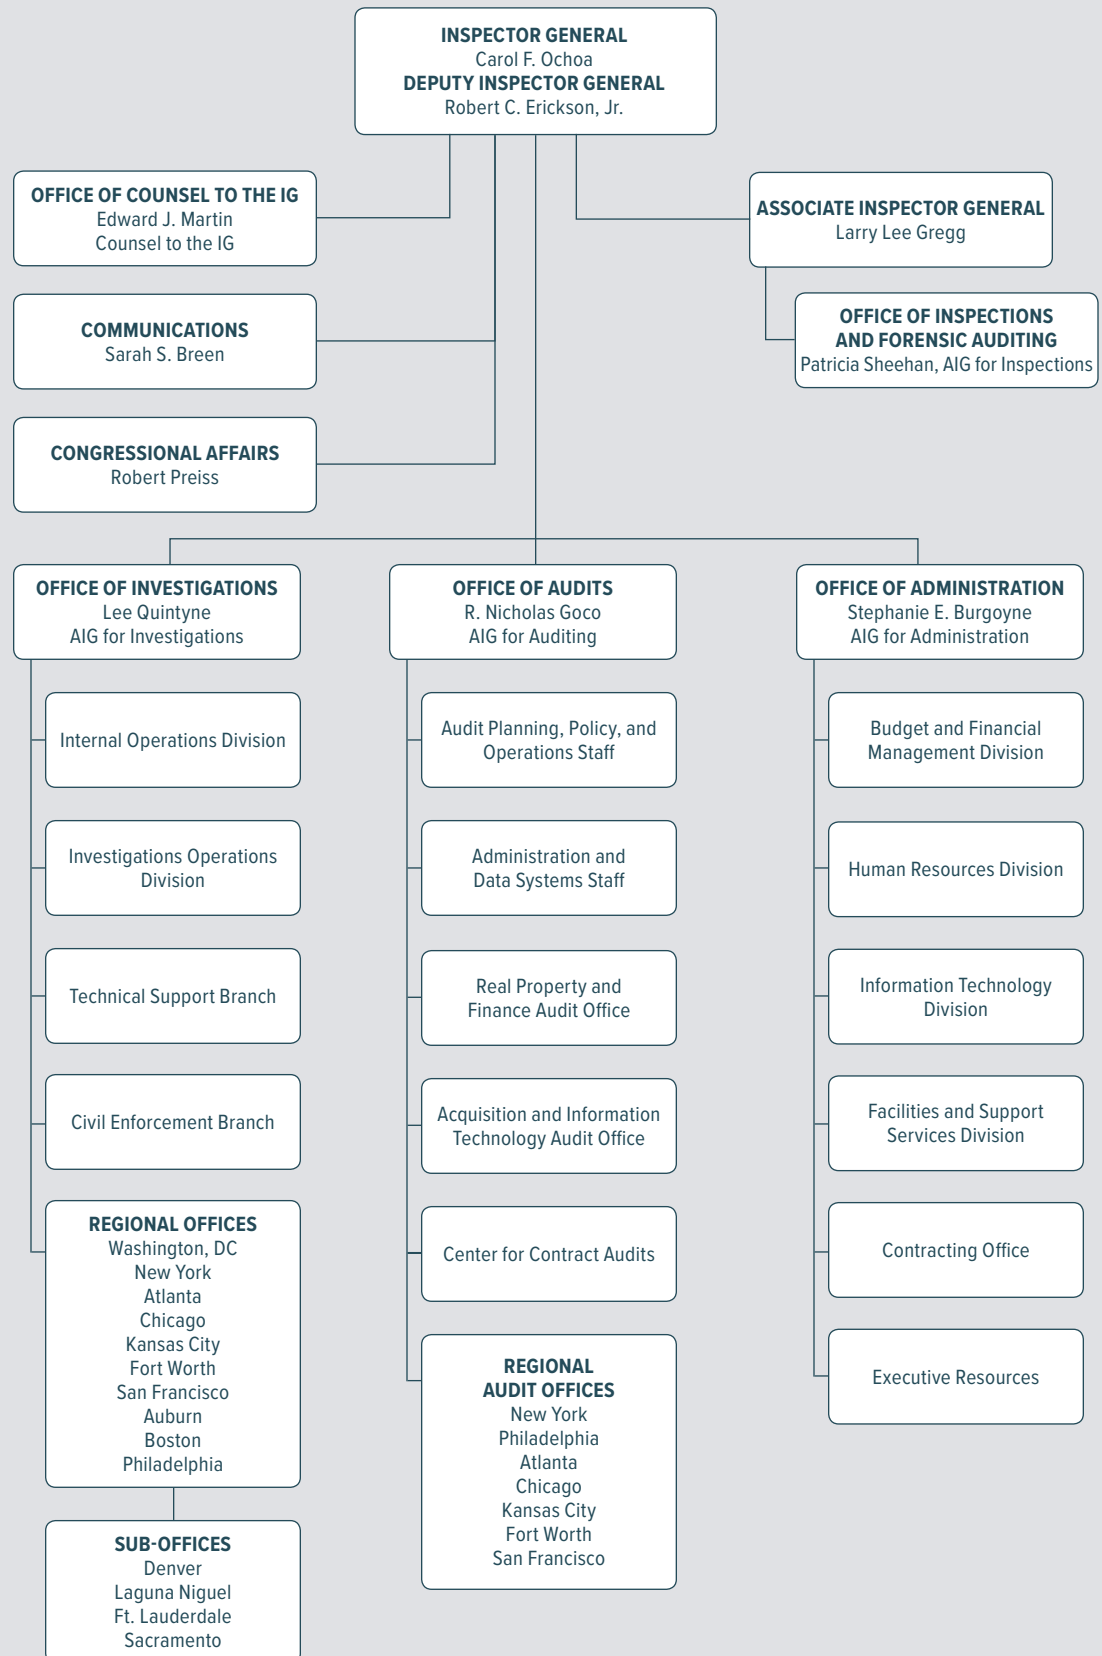 INSPECTOR GENERAL
Carol F. Ochoa
DEPUTY INSPECTOR GENERAL
Robert C. Erickson, Jr.
OFFICE OF COUNSEL TO THE IG
Edward J. Martin
Counsel to the IG
ASSOCIATE INSPECTOR GENERAL
Larry Lee Gregg
COMMUNICATIONS
Sarah S. Breen
OFFICE OF INSPECTIONS
AND FORENSIC AUDITING
Patricia Sheehan, AIG for Inspections
CONGRESSIONAL AFFAIRS
Robert Preiss
OFFICE OF INVESTIGATIONS
Lee Quintyne
AIG for Investigations
Internal Operations Division
Investigations Operations
Division
Technical Support Branch
Civil Enforcement Branch
REGIONAL OFFICES
Washington, DC
New York
Atlanta
Chicago
Kansas City
Fort Worth
San Francisco
Auburn
Boston
Philadelphia
SUB-OFFICES
Denver
Laguna Niguel
Ft. Lauderdale
Sacramento
OFFICE OF AUDITS
R. Nicholas Goco
AIG for Auditing
Audit Planning, Policy, and
Operations Staff
Administration and
Data Systems Staff
Real Property and
Finance Audit Office
Acquisition and Information
Technology Audit Office
Center for Contract Audits
REGIONAL
AUDIT OFFICES
New York
Philadelphia
Atlanta
Chicago
Kansas City
Fort Worth
San Francisco
OFFICE OF ADMINISTRATION
Stephanie E. Burgoyne
AIG for Administration
Budget and Financial
Management Division
Human Resources Division
Information Technology
Division
Facilities and Support
Services Division
Contracting Office
Executive Resources